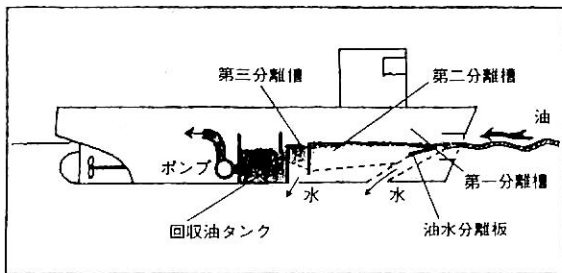 第三分離槽
第二分離槽
油
ポンプ
水
水
第一分離槽
回収油タンク
油水分離板